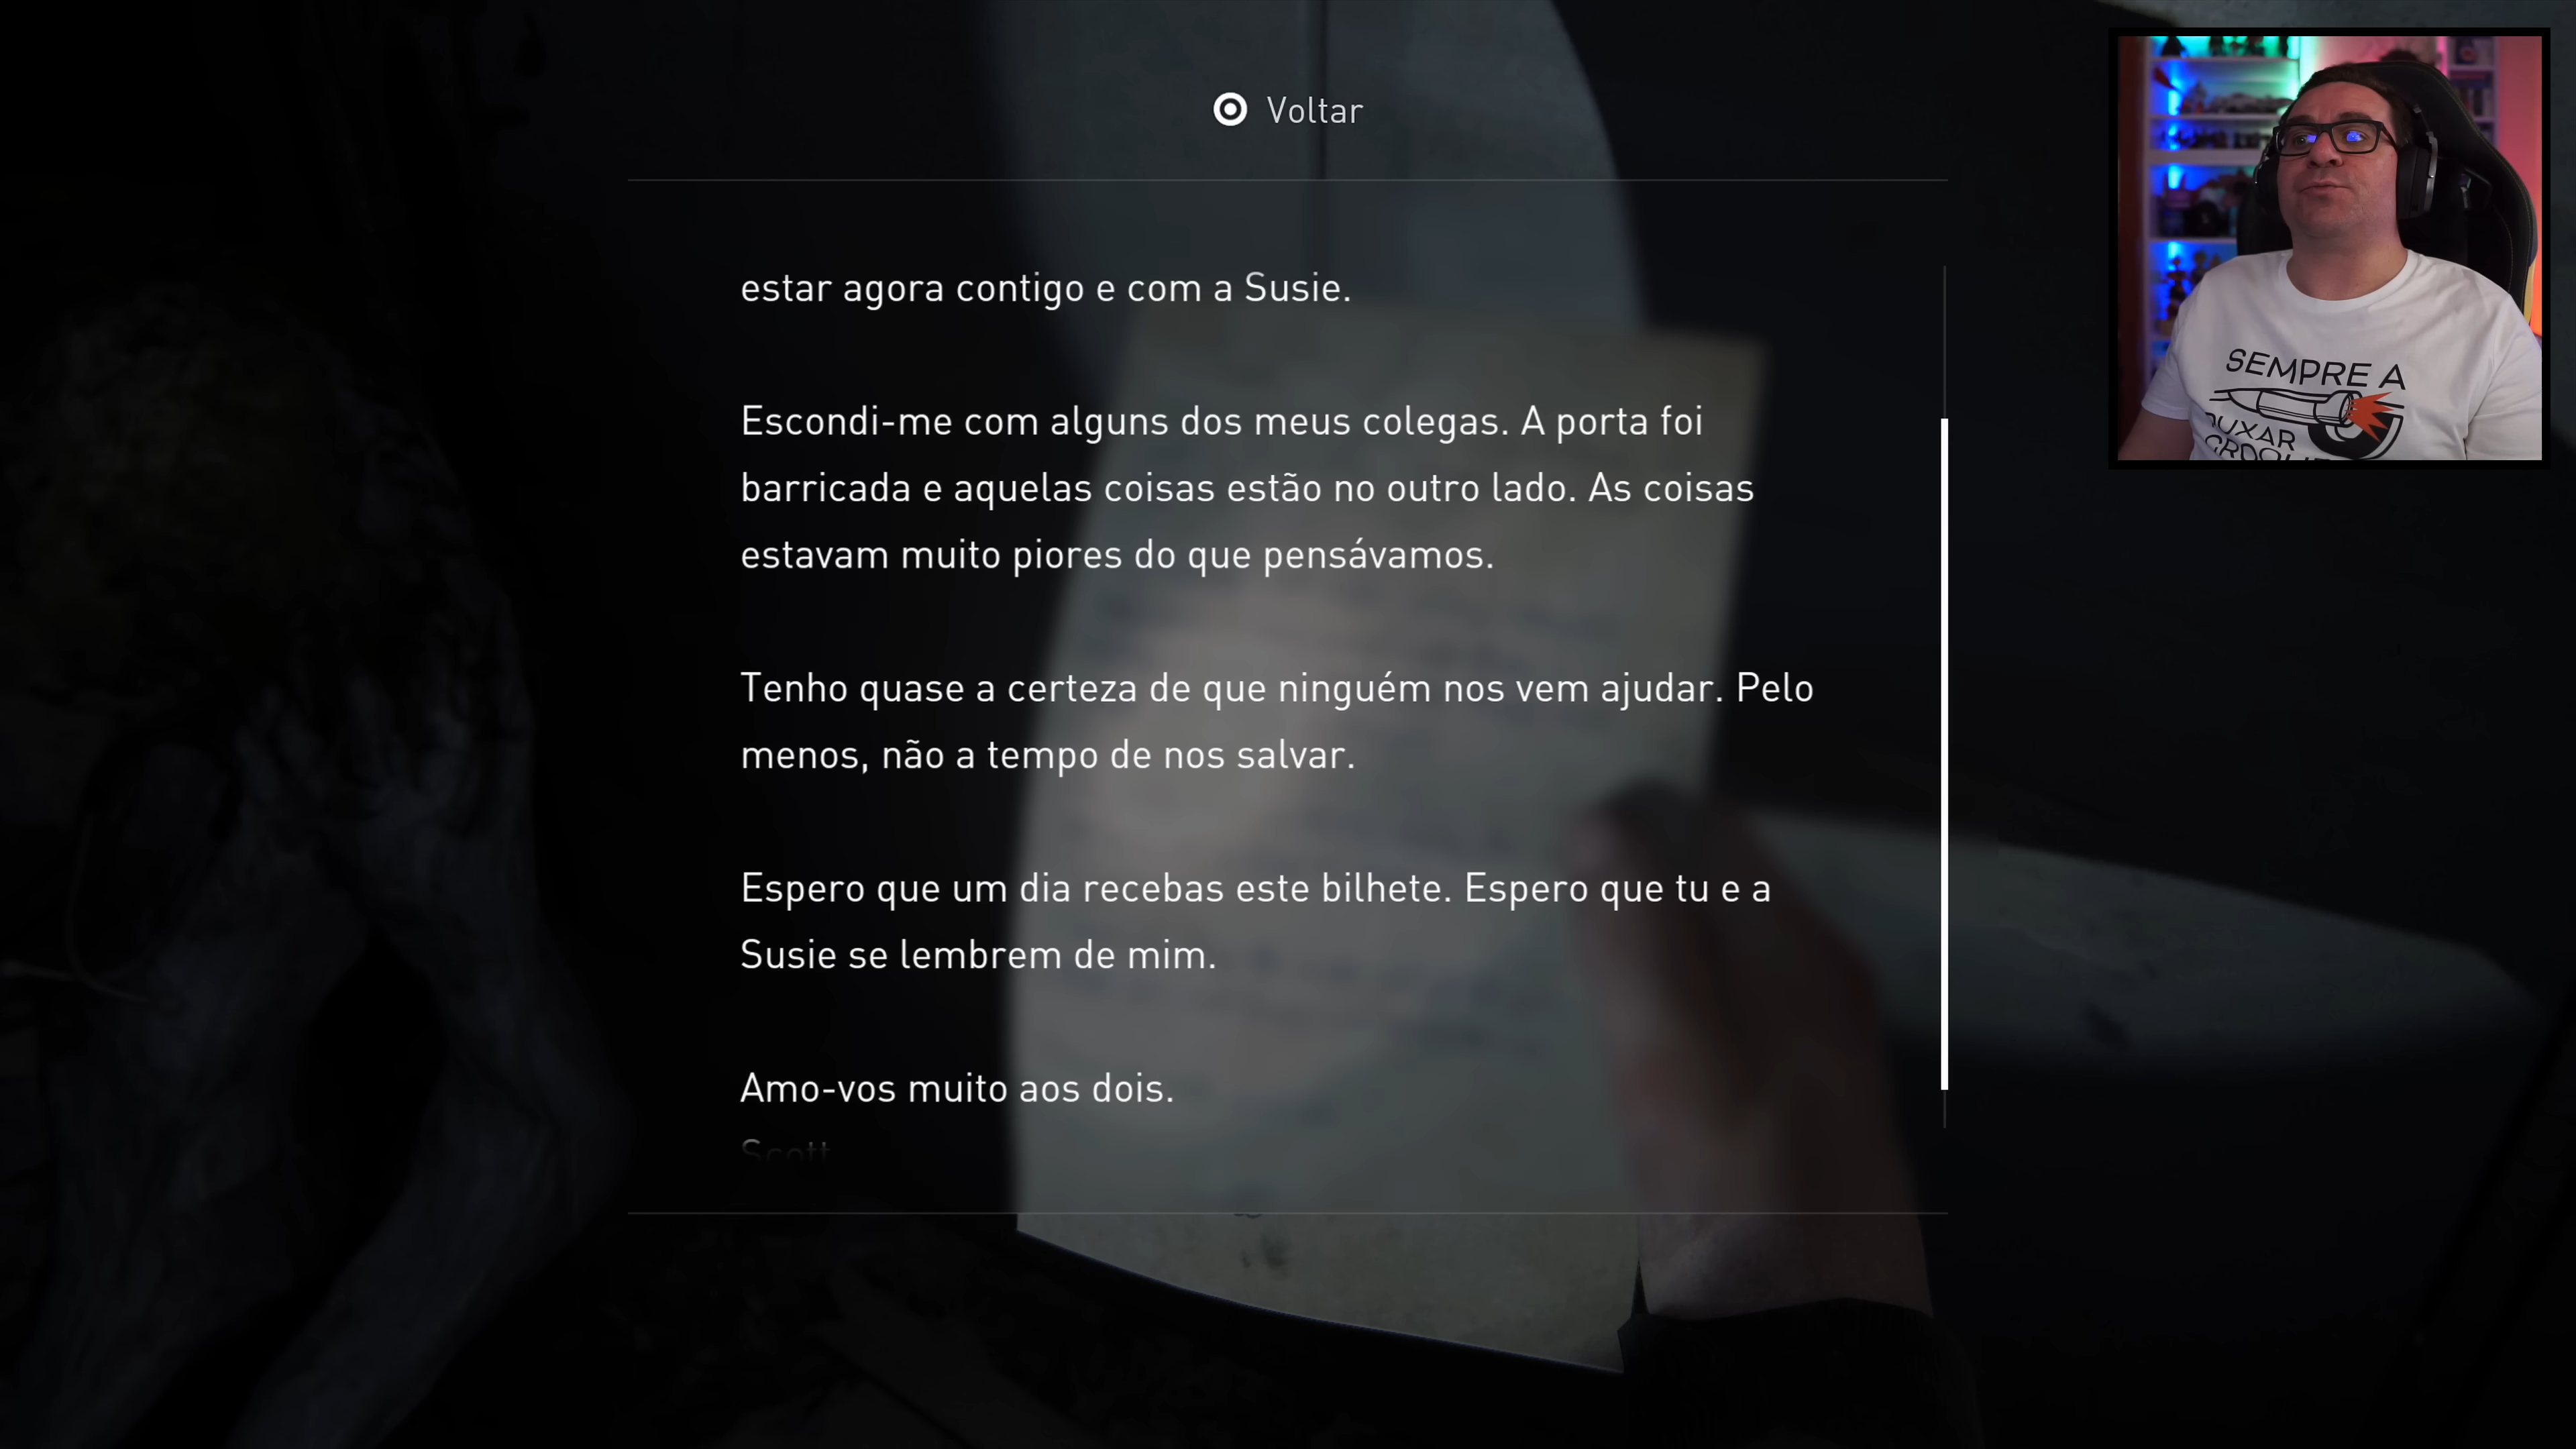 Voltar
estar agora contigo e com a Susie.
Escondi-me com alguns dos meus colegas. A porta foi
barricada e aquelas coisas estão no outro lado. As coisas
estavam muito piores do que pensávamos.
Tenho quase a certeza de que ninguém nos vem ajudar. Pelo
menos, não a tempo de nos salvar.
Espero que um dia recebas este bilhete. Espero que tu e a
Susie se lembrem de mim.
Amo-vos muito aos dois.
Scott
SEMPRE A